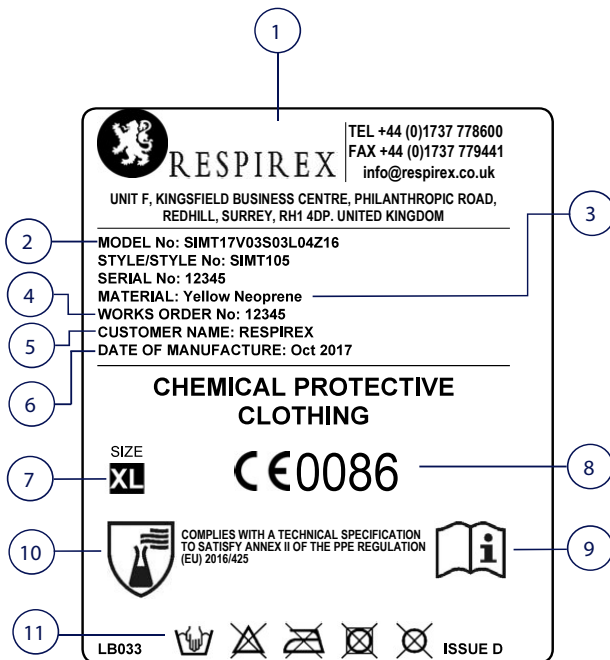 1
RESPIREX
TEL +44 (0)1737 778600
FAX +44 (0)1737 779441
info@respirex.co.uk
UNIT F, KINGSFIELD BUSINESS CENTRE, PHILANTHROPIC ROAD,
REDHILL, SURREY, RH1 4DP. UNITED KINGDOM
3
2
MODEL No: SIMT17V03S03L04Z16
STYLE/STYLE No: SIMT105
SERIAL No: 12345
MATERIAL: Yellow Neoprene
4
WORKS ORDER No: 12345
5
CUSTOMER NAME: RESPIREX
6
DATE OF MANUFACTURE: Oct 2017
CHEMICAL PROTECTIVE
CLOTHING
7
SIZE
XL
CE0086
8
10
COMPLIES WITH A TECHNICAL SPECIFICATION
TO SATISFY ANNEX II OF THE PPE REGULATION
(EU) 2016/425
i
9
11
LB033
ISSUE D